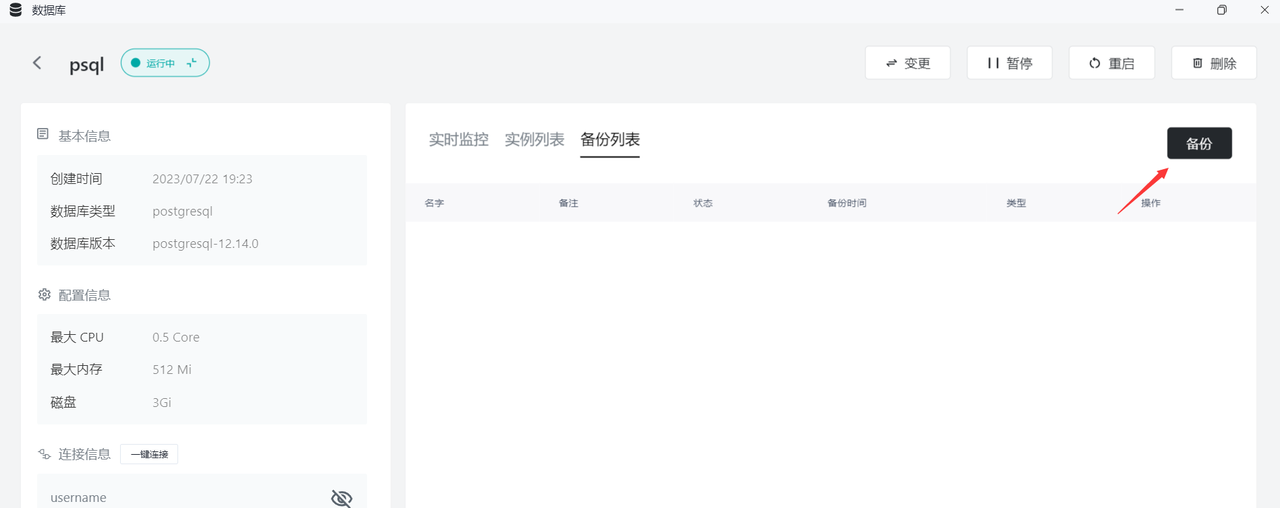 数据库
psql 运行中 变更 暂停 重启 删除
基本信息
创建时间 2023/07/22 19:23
数据库类型 postgresql
数据库版本 postgresql-12.14.0
配置信息
最大 CPU 0.5 Core
最大内存 512 Mi
磁盘 3Gi
连接信息 一键连接
username
实时监控 实例列表 备份列表 备份
名字 备注 状态 备份时间 类型 操作